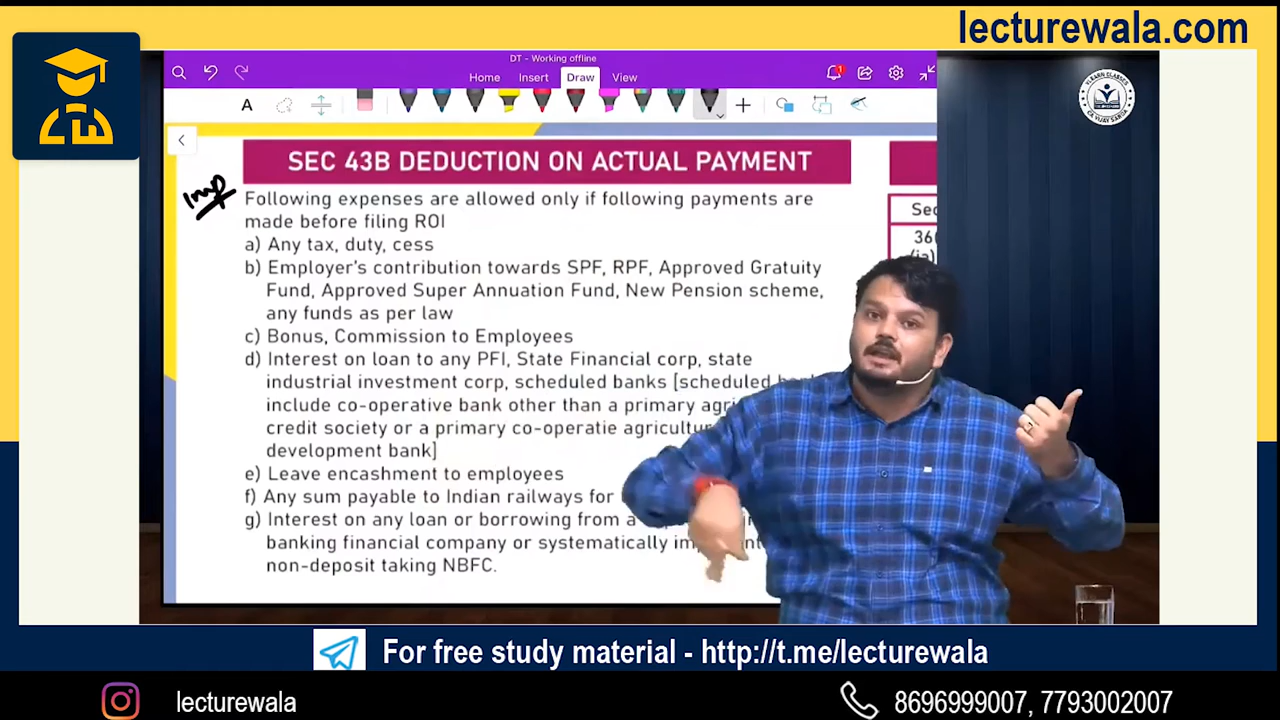 lecturewala.com
DT - Working offline
Home Insert Draw View
1
A
SEC 43B DEDUCTION ON ACTUAL PAYMENT
Imp
Following expenses are allowed only if following payments are
made before filing ROI
a) Any tax, duty, cess
b) Employer's contribution towards SPF, RPF, Approved Gratuity
Fund, Approved Super Annuation Fund, New Pension scheme,
any funds as per law
c) Bonus, Commission to Employees
d) Interest on loan to any PFI, State Financial corp, state
industrial investment corp, scheduled banks [scheduled
include co-operative bank other than a primary
credit society or a primary co-operatie
development bank]
e) Leave encashment to employees
f) Any sum payable to Indian railways for
g) Interest on any loan or borrowing from a
banking financial company or systematically
non-deposit taking NBFC.
Sec
36(
(ia)
CA VIJAY SARDA
For free study material - http://t.me/lecturewala
lecturewala
8696999007, 7793002007